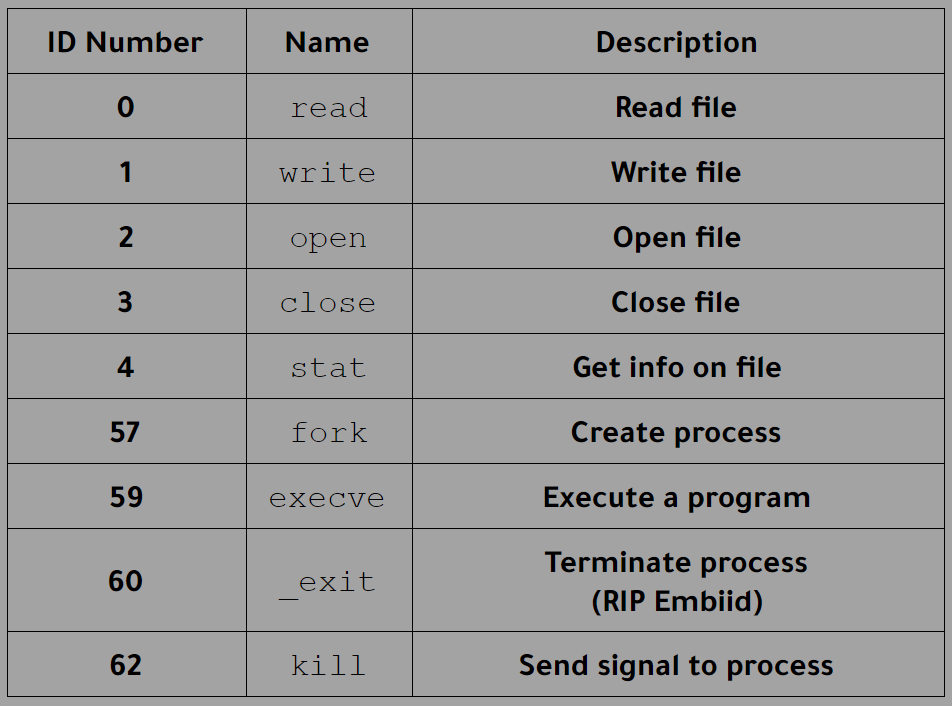 ID Number Name Description
0 read Read file
1 write Write file
2 open Open file
3 close Close file
4 stat Get info on file
57 fork Create process
59 execve Execute a program
60 _exit Terminate process
(RIP Embiid)
62 kill Send signal to process